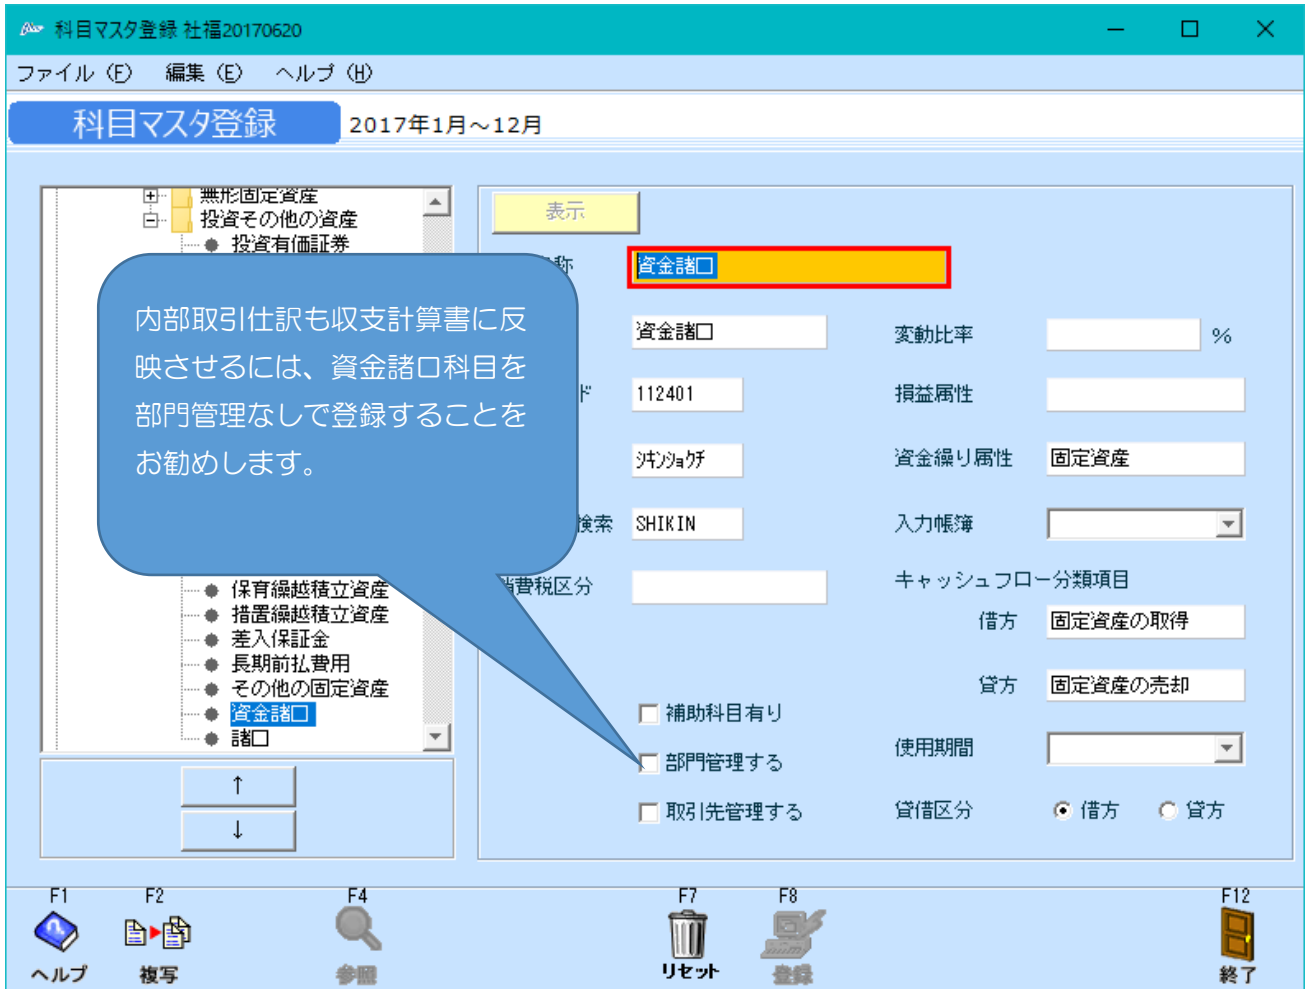 科目マスタ登録 社福20170620
ファイル (F) 編集 (E) ヘルプ (H)
科目マスタ登録 2017年1月～12月
無形固定資産
投資その他の資産
投資有価証券
保育繰越積立資産
措置繰越積立資産
差入保証金
長期前払費用
その他の固定資産
資金諸口
諸口
↑
↓
内部取引仕訳も収支計算書に反
映させるには、資金諸口科目を
部門管理なしで登録することを
お勧めします。
表示
称 資金諸口
資金諸口
ド 112401
ｼｷﾝｼｮｸﾁ
検索 SHIKIN
消費税区分
補助科目有り
部門管理する
取引先管理する
変動比率 %
損益属性
資金繰り属性 固定資産
入力帳簿
キャッシュフロー分類項目
借方 固定資産の取得
貸方 固定資産の売却
使用期間
貸借区分 借方 貸方
F1 F2 F4 F7 F8 F12
ヘルプ 複写 参照 リセット 登録 終了